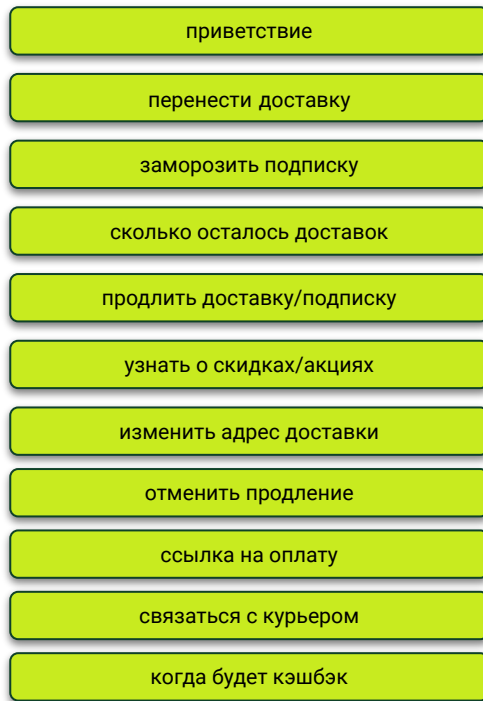 приветствие
перенести доставку
заморозить подписку
сколько осталось доставок
продлить доставку/подписку
узнать о скидках/акциях
изменить адрес доставки
отменить продление
ссылка на оплату
связаться с курьером
когда будет кэшбэк